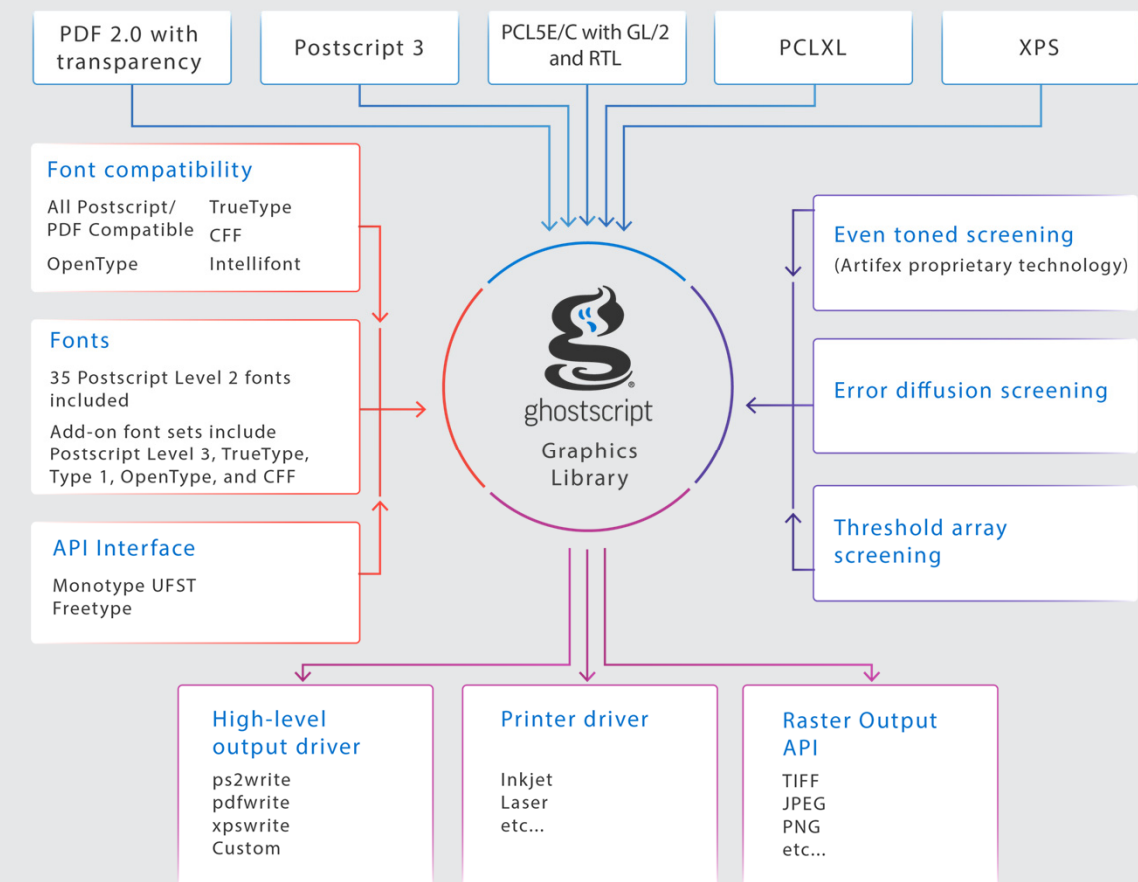 PDF 2.0 with
transparency
Postscript 3
PCL5E/C with GL/2
and RTL
PCLXL
XPS
Font compatibility
All Postscript/
PDF Compatible
OpenType
TrueType
CFF
Intellifont
Fonts
35 Postscript Level 2 fonts
included
Add-on font sets include
Postscript Level 3, TrueType,
Type 1, OpenType, and CFF
API Interface
Monotype UFST
Freetype
ghostscript
®
Graphics
Library
Even toned screening
(Artifex proprietary technology)
Error diffusion screening
Threshold array
screening
High-level
output driver
ps2write
pdfwrite
xpswrite
Custom
Printer driver
Inkjet
Laser
etc...
Raster Output
API
TIFF
JPEG
PNG
etc...